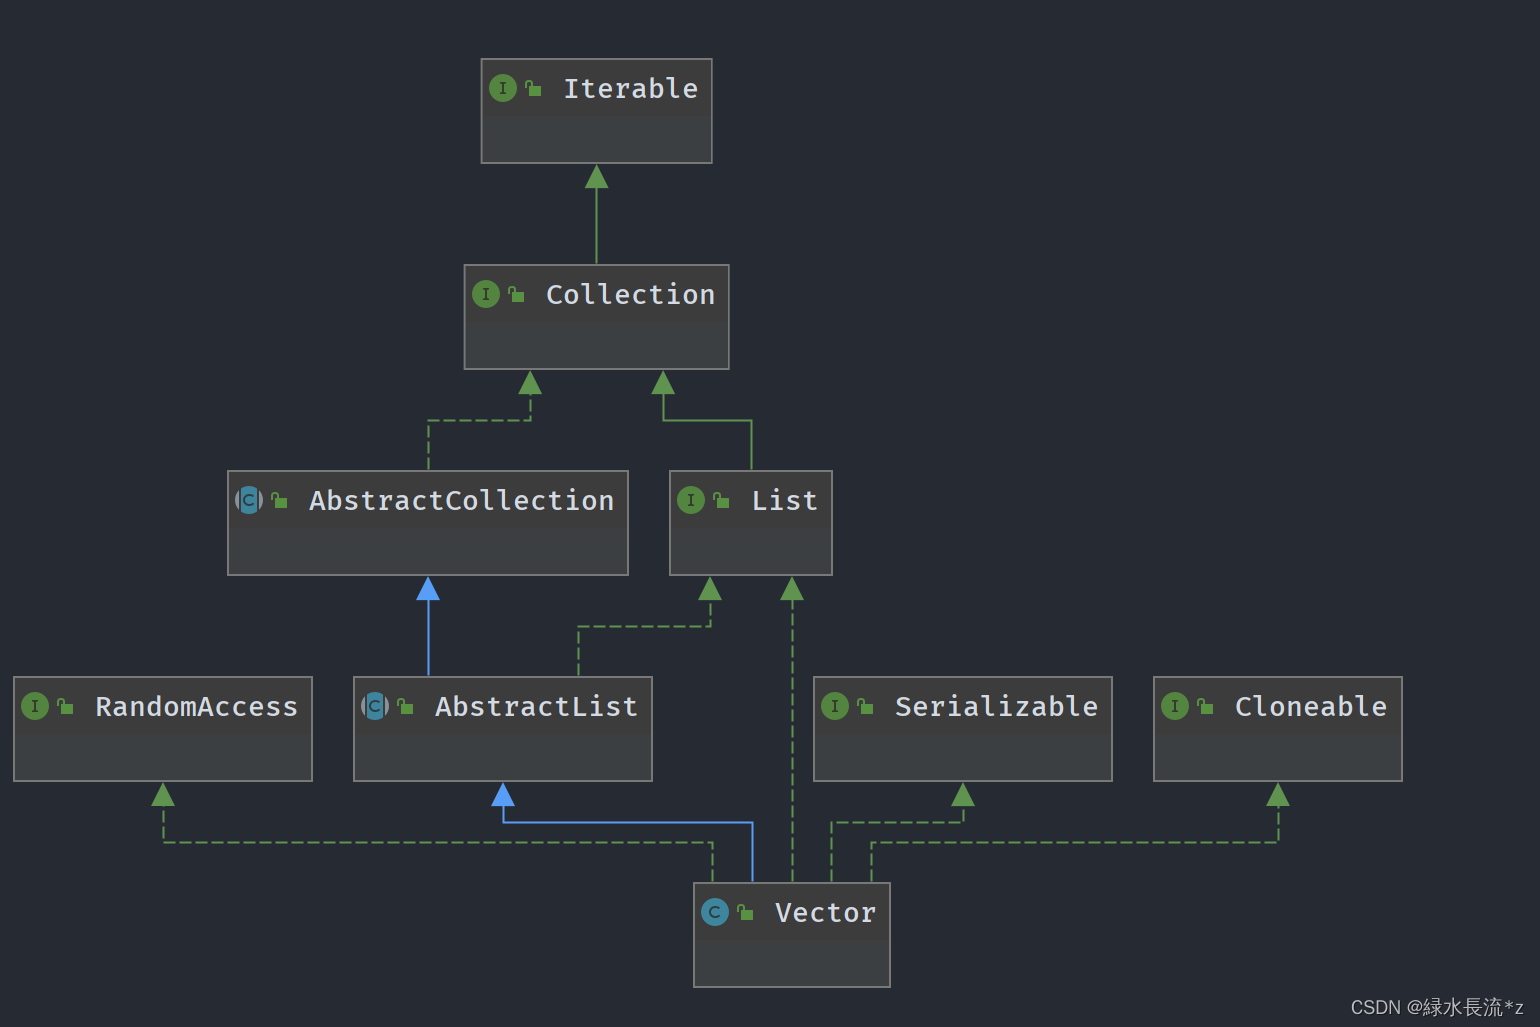 Iterable
Collection
AbstractCollection
List
RandomAccess
AbstractList
Serializable
Cloneable
Vector
CSDN @緑水長流*z